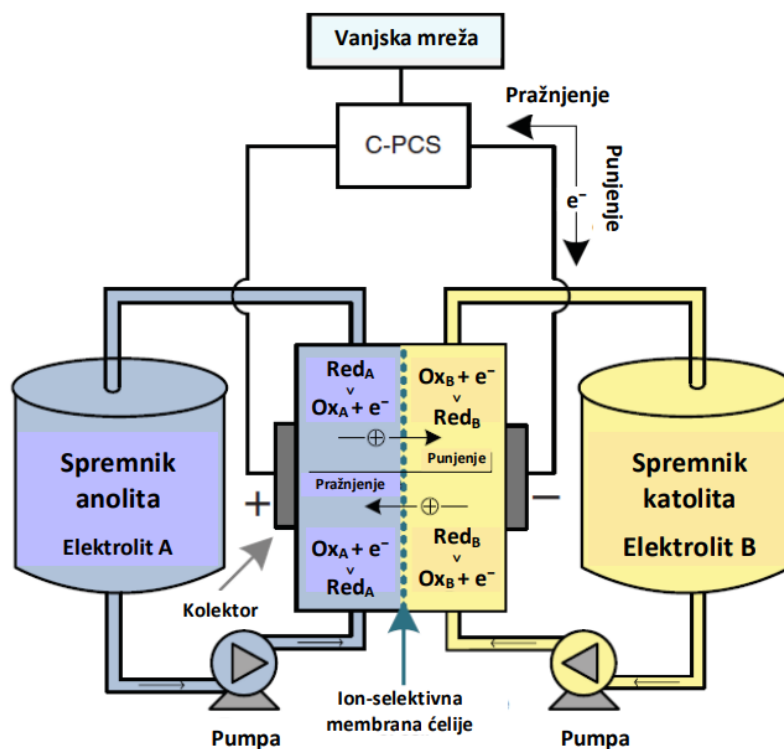 Vanjska mreža
C-PCS
Pražnjenje
Punjenje
e⁻
Spremnik
anolita
Elektrolit A
Red_A
Ox_A + e⁻
Ox_B + e⁻
Red_B
⊕
Punjenje
Pražnjenje
⊕
Ox_A + e⁻
Red_A
Red_B
Ox_B + e⁻
+
−
Spremnik
katolita
Elektrolit B
Kolektor
Pumpa
Ion-selektivna
membrana ćelije
Pumpa